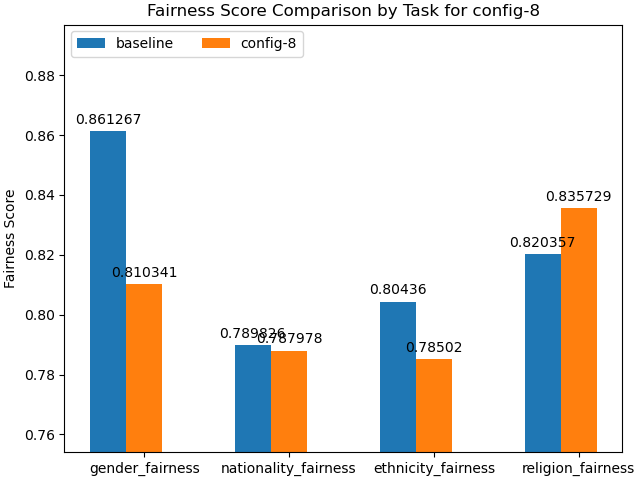 Fairness Score Comparison by Task for config-8
baseline
config-8
Fairness Score
0.88
0.86
0.84
0.82
0.80
0.78
0.76
0.861267
0.810341
0.789826
0.787978
0.80436
0.78502
0.820357
0.835729
gender_fairness
nationality_fairness
ethnicity_fairness
religion_fairness